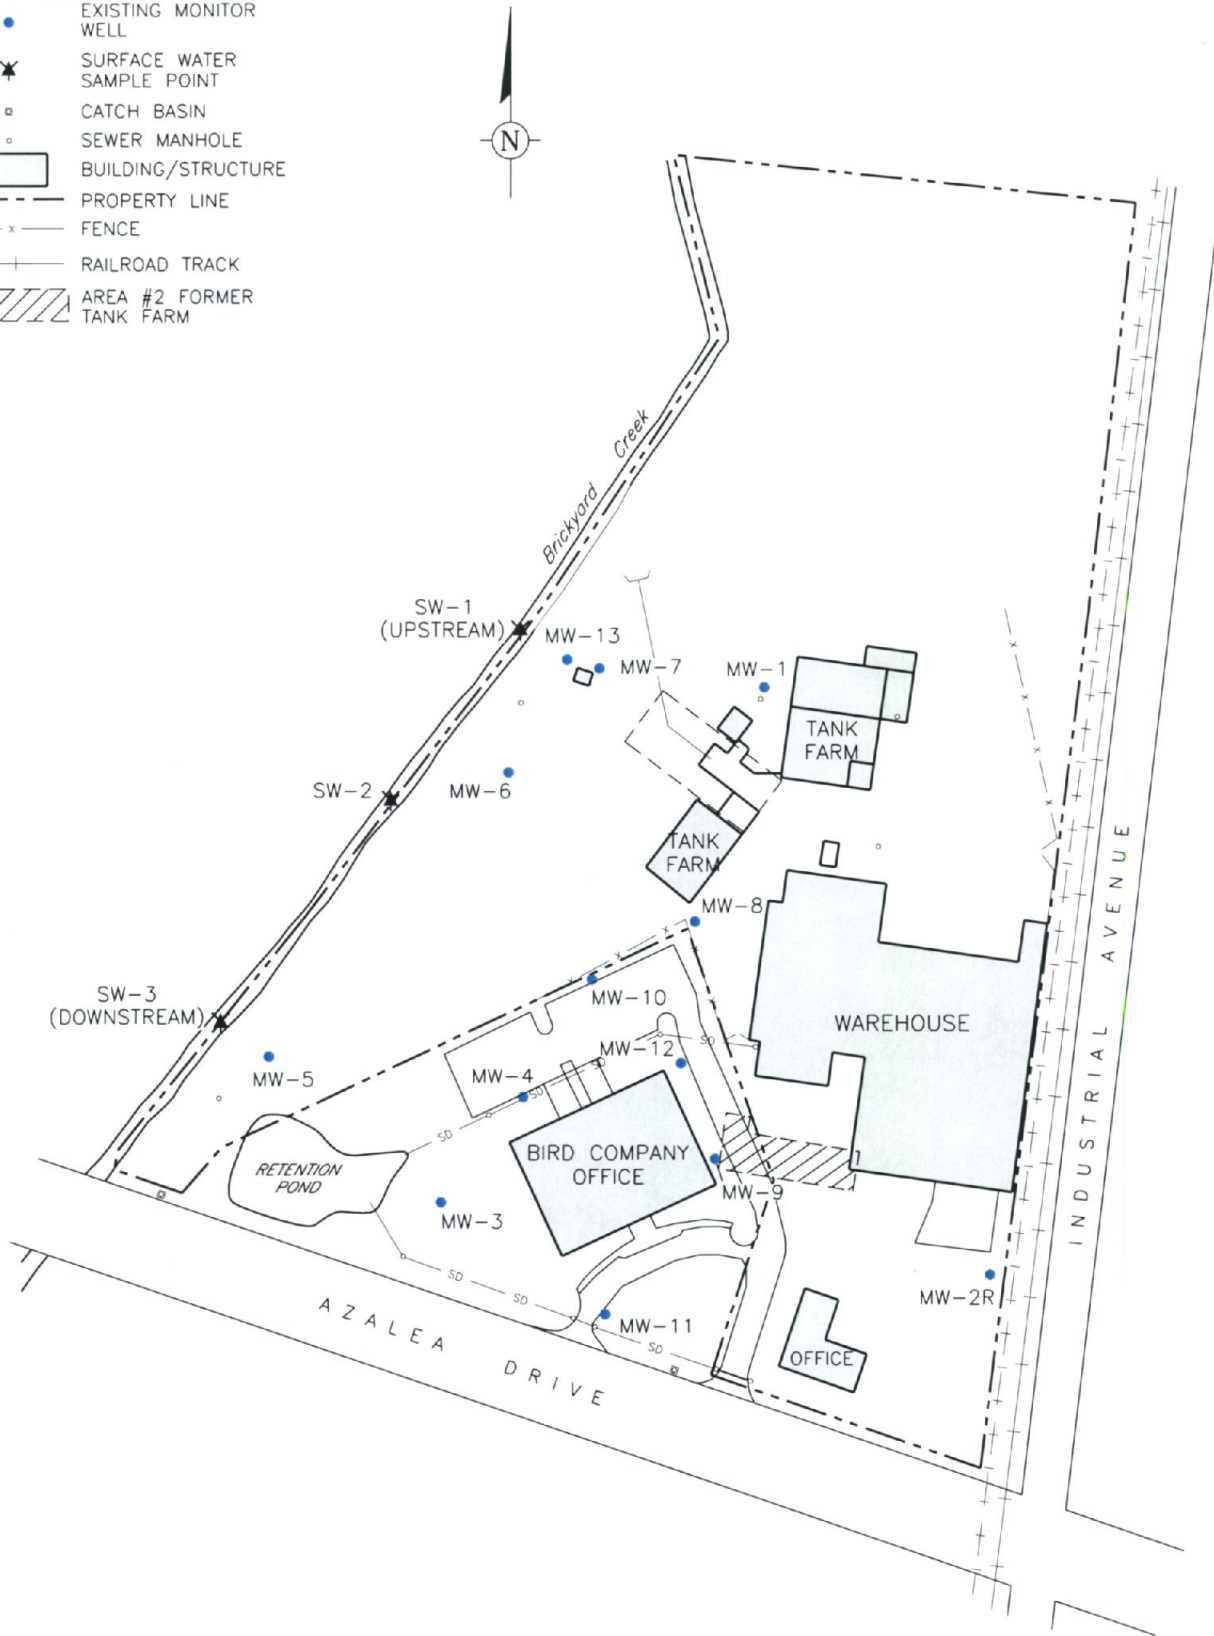 EXISTING MONITOR
WELL
SURFACE WATER
SAMPLE POINT
CATCH BASIN
SEWER MANHOLE
BUILDING/STRUCTURE
PROPERTY LINE
x
FENCE
RAILROAD TRACK
AREA #2 FORMER
TANK FARM
N
Brickyard Creek
SW-1
(UPSTREAM)
MW-13
MW-7
MW-1
TANK
FARM
SW-2
MW-6
TANK
FARM
MW-8
SW-3
(DOWNSTREAM)
MW-10
WAREHOUSE
MW-12
SD
SD
MW-5
MW-4
SD
SD
BIRD COMPANY
OFFICE
RETENTION
POND
MW-9
1
MW-3
SD
SD
MW-2R
MW-11
SD
OFFICE
AZALEA DRIVE
INDUSTRIAL AVENUE